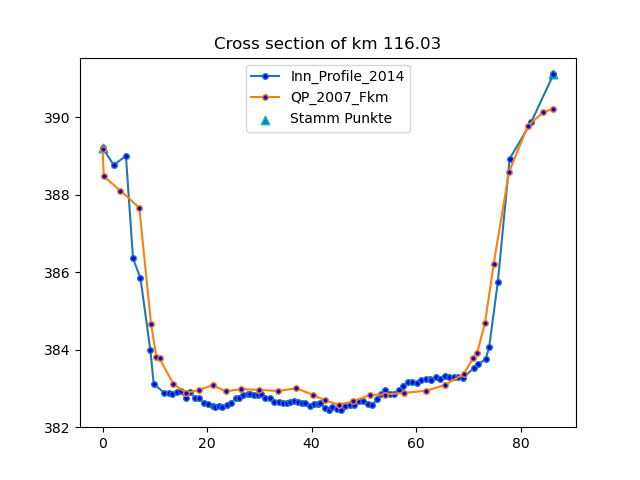 Cross section of km 116.03
Inn_Profile_2014
QP_2007_Fkm
Stamm Punkte
390
388
386
384
382
0 20 40 60 80